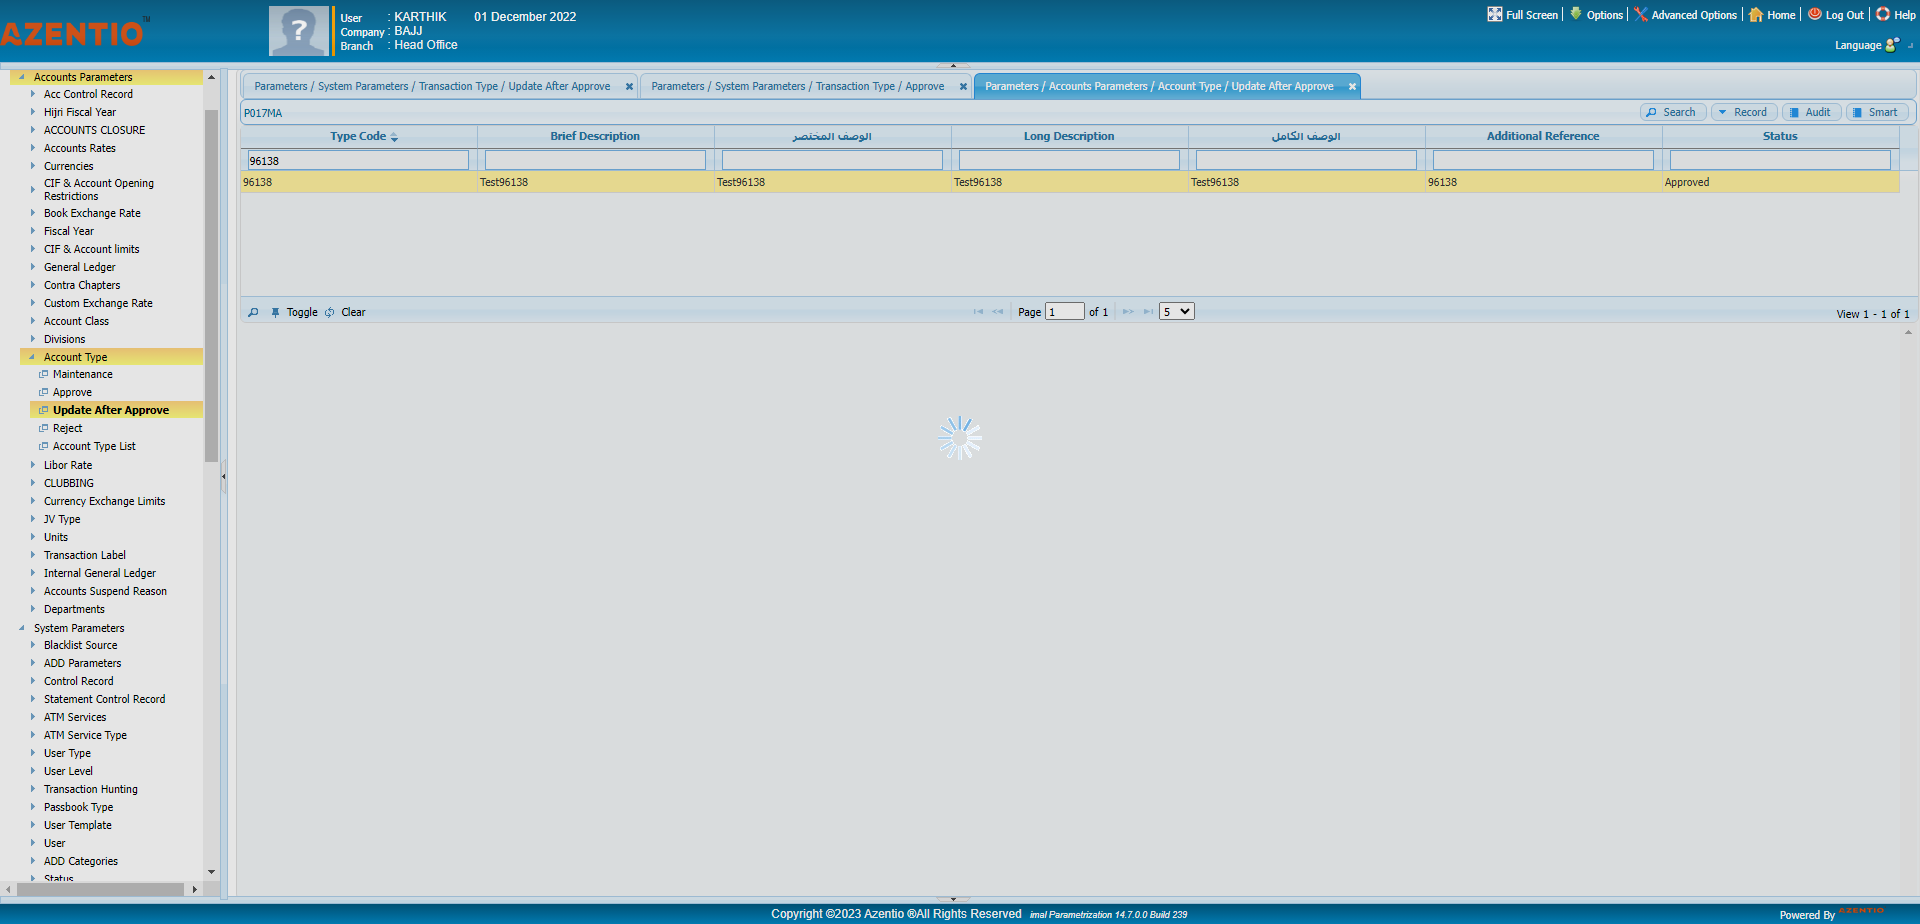 AZENTIO™
User : KARTHIK 01 December 2022
Company : BAJJ
Branch : Head Office
Full Screen Options Advanced Options Home Log Out Help
Language
Accounts Parameters
Acc Control Record
Hijri Fiscal Year
ACCOUNTS CLOSURE
Accounts Rates
Currencies
CIF & Account Opening
Restrictions
Book Exchange Rate
Fiscal Year
CIF & Account limits
General Ledger
Contra Chapters
Custom Exchange Rate
Account Class
Divisions
Account Type
Maintenance
Approve
Update After Approve
Reject
Account Type List
Libor Rate
CLUBBING
Currency Exchange Limits
JV Type
Units
Transaction Label
Internal General Ledger
Accounts Suspend Reason
Departments
System Parameters
Blacklist Source
ADD Parameters
Control Record
Statement Control Record
ATM Services
ATM Service Type
User Type
User Level
Transaction Hunting
Passbook Type
User Template
User
ADD Categories
Status
Parameters / System Parameters / Transaction Type / Update After Approve Parameters / System Parameters / Transaction Type / Approve Parameters / Accounts Parameters / Account Type / Update After Approve
P017MA Search Record Audit Smart
Type Code Brief Description الوصف المختصر Long Description الوصف الكامل Additional Reference Status
96138
96138 Test96138 Test96138 Test96138 Test96138 96138 Approved
Toggle Clear Page 1 of 1 5 View 1 - 1 of 1
Copyright ©2023 Azentio ®All Rights Reserved imal Parametrization 14.7.0.0 Build 239
Powered By AZENTIO